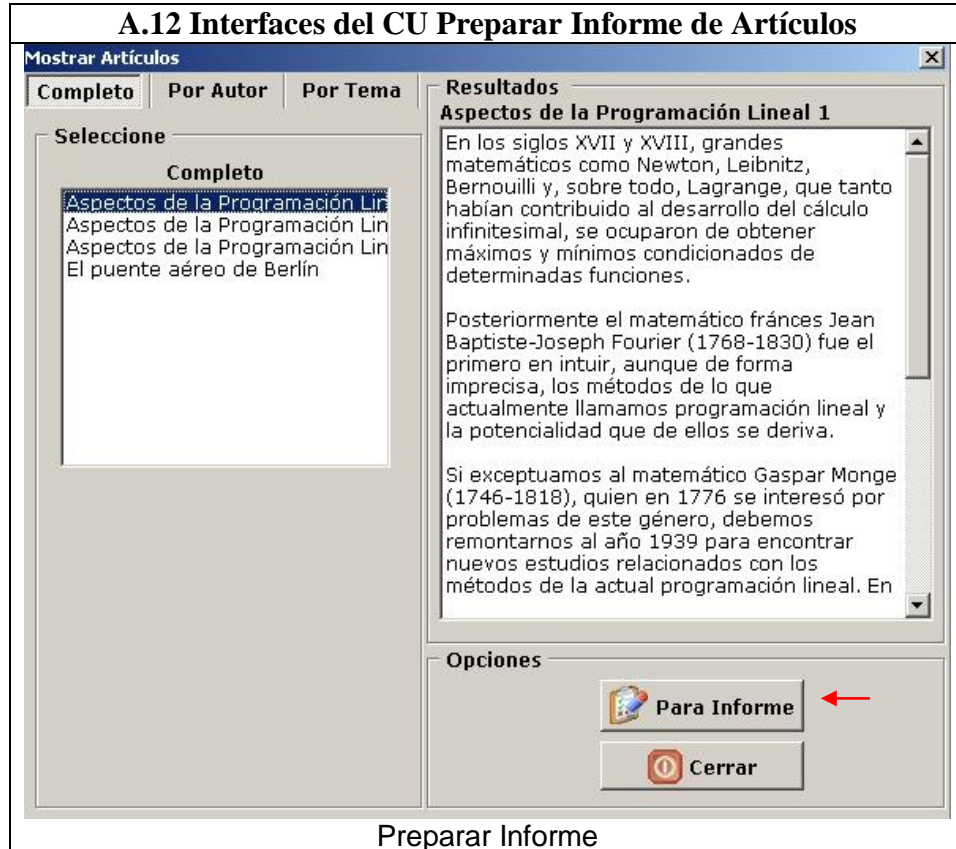 A.12 Interfaces del CU Preparar Informe de Artículos
Mostrar Artículos
Completo Por Autor Por Tema
Seleccione
Completo
Aspectos de la Programación Lin
Aspectos de la Programación Lin
Aspectos de la Programación Lin
El puente aéreo de Berlín
Resultados
Aspectos de la Programación Lineal 1
En los siglos XVII y XVIII, grandes
matemáticos como Newton, Leibnitz,
Bernouilli y, sobre todo, Lagrange, que tanto
habían contribuido al desarrollo del cálculo
infinitesimal, se ocuparon de obtener
máximos y mínimos condicionados de
determinadas funciones.
Posteriormente el matemático fránces Jean
Baptiste-Joseph Fourier (1768-1830) fue el
primero en intuir, aunque de forma
imprecisa, los métodos de lo que
actualmente llamamos programación lineal y
la potencialidad que de ellos se deriva.
Si exceptuamos al matemático Gaspar Monge
(1746-1818), quien en 1776 se interesó por
problemas de este género, debemos
remontarnos al año 1939 para encontrar
nuevos estudios relacionados con los
métodos de la actual programación lineal. En
Opciones
Para Informe
Cerrar
Preparar Informe